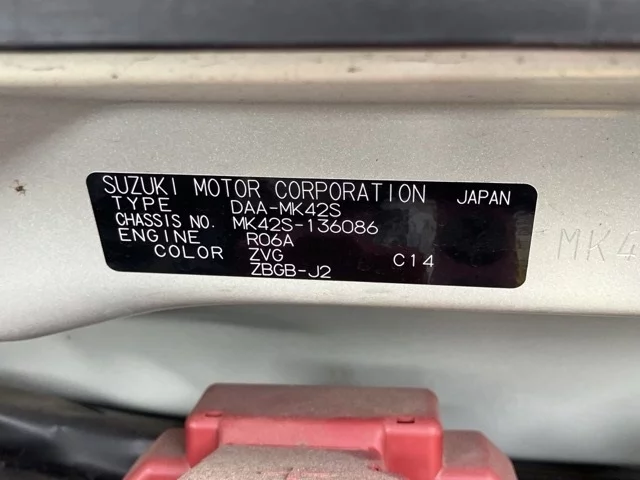 SUZUKI MOTOR CORPORATION JAPAN
TYPE DAA-MK42S
CHASSIS NO. MK42S-136086
ENGINE R06A
COLOR ZVG C14
ZBGB-J2
MK4